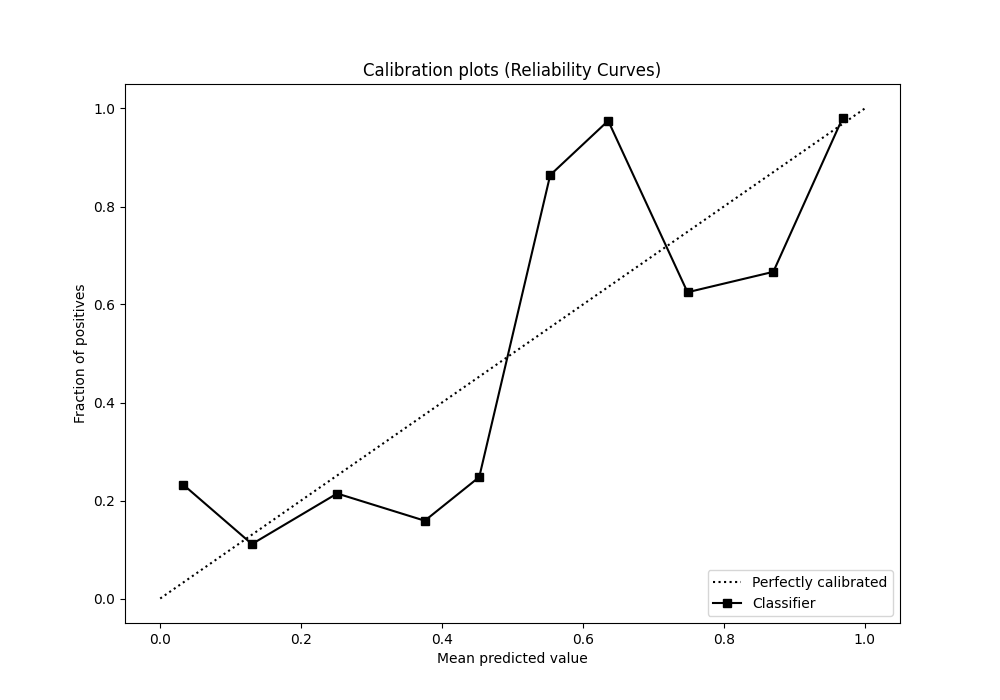 Calibration plots (Reliability Curves)
1.0
0.8
0.6
0.4
0.2
0.0
Fraction of positives
0.0 0.2 0.4 0.6 0.8 1.0
Mean predicted value
Perfectly calibrated
Classifier